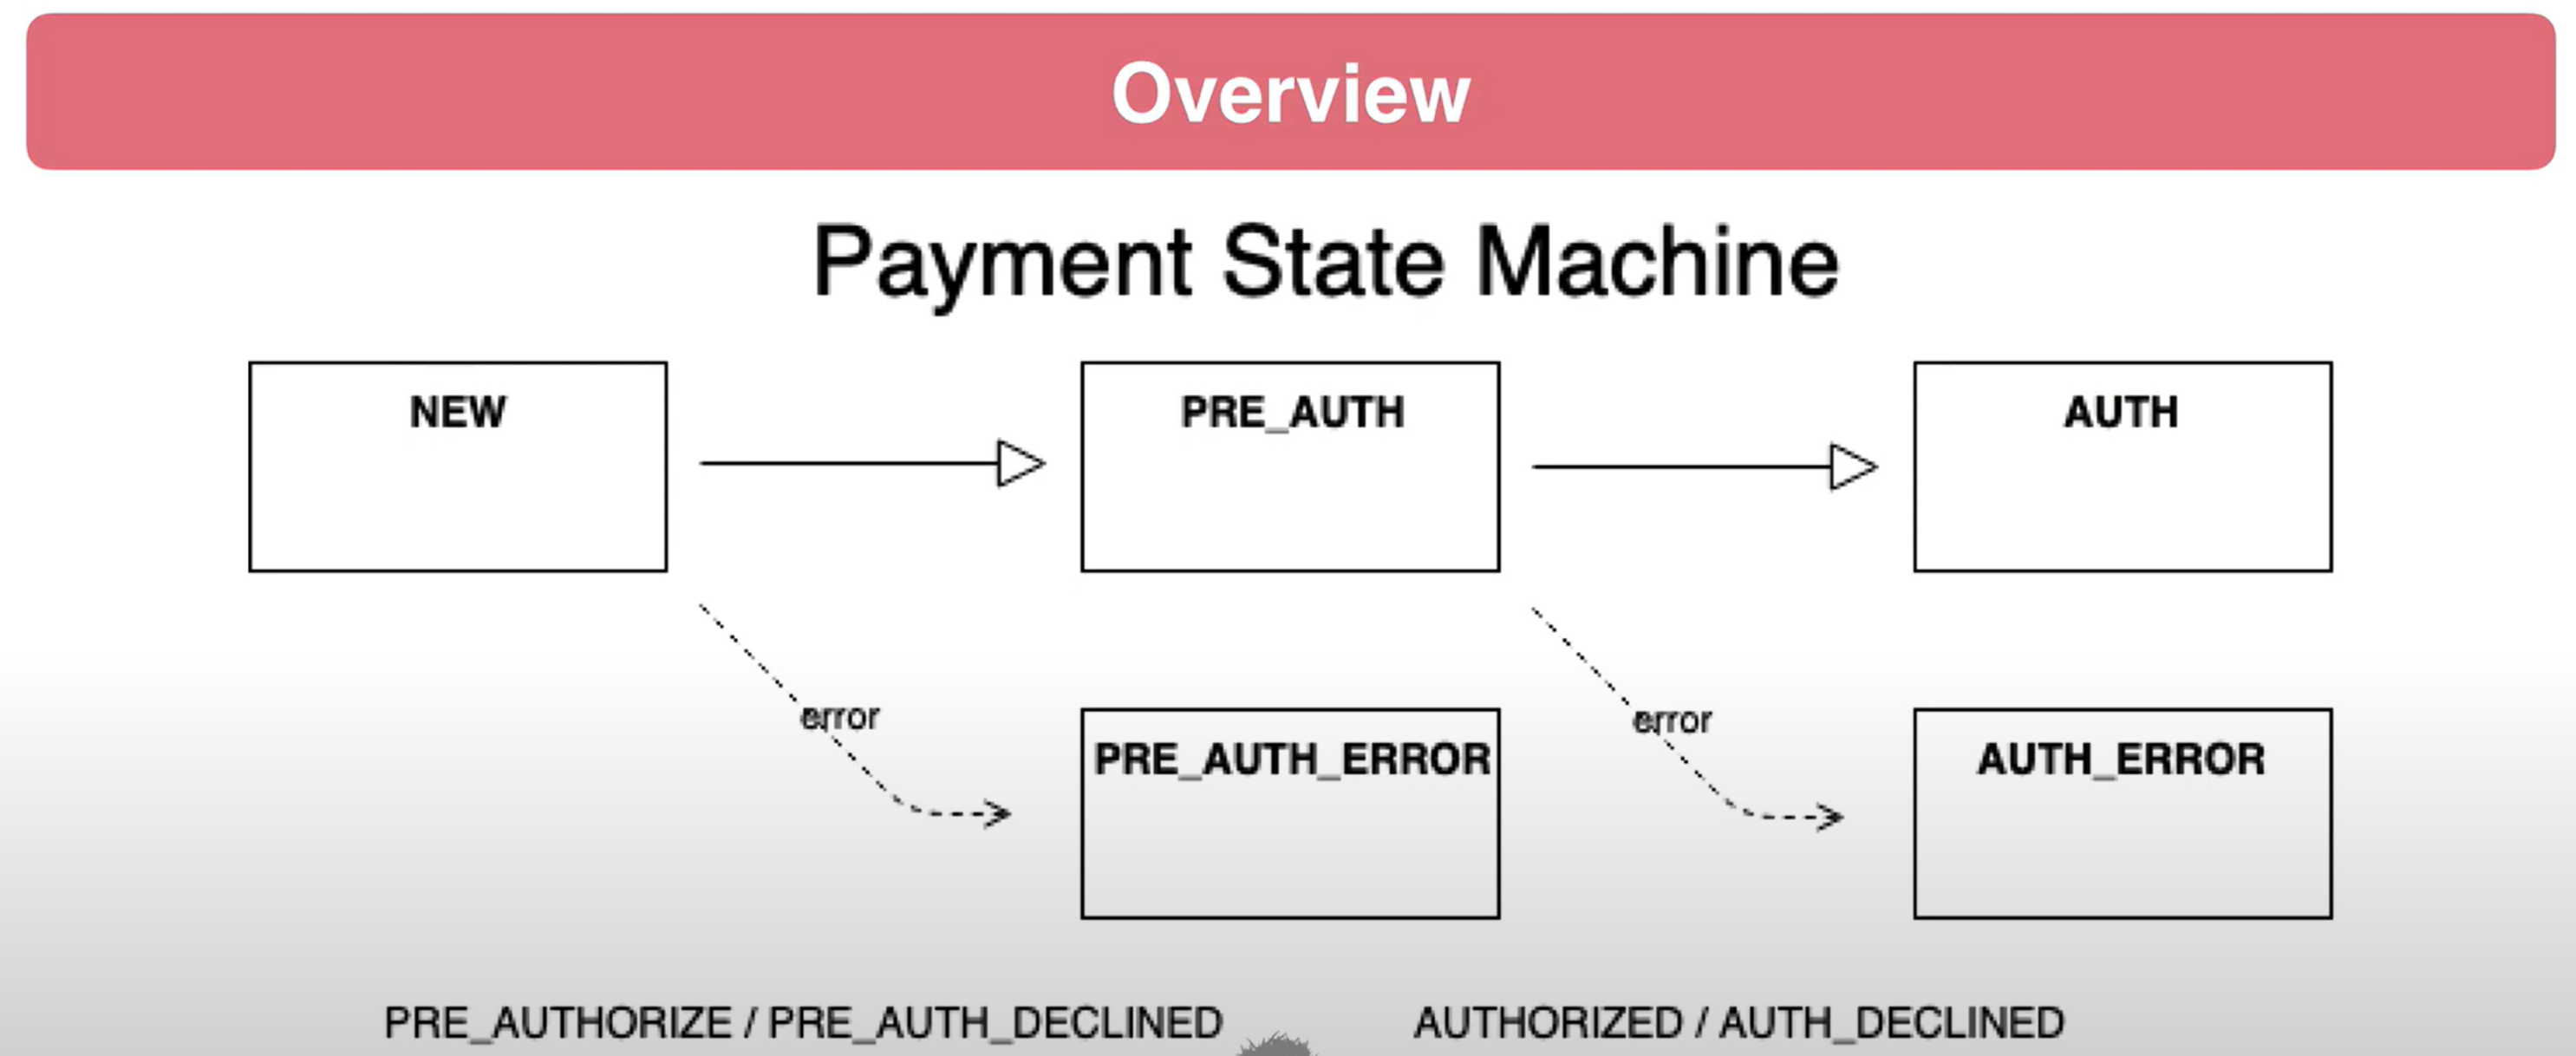 Overview
Payment State Machine
NEW
PRE_AUTH
AUTH
error
error
PRE_AUTH_ERROR
AUTH_ERROR
PRE_AUTHORIZE / PRE_AUTH_DECLINED
AUTHORIZED / AUTH_DECLINED